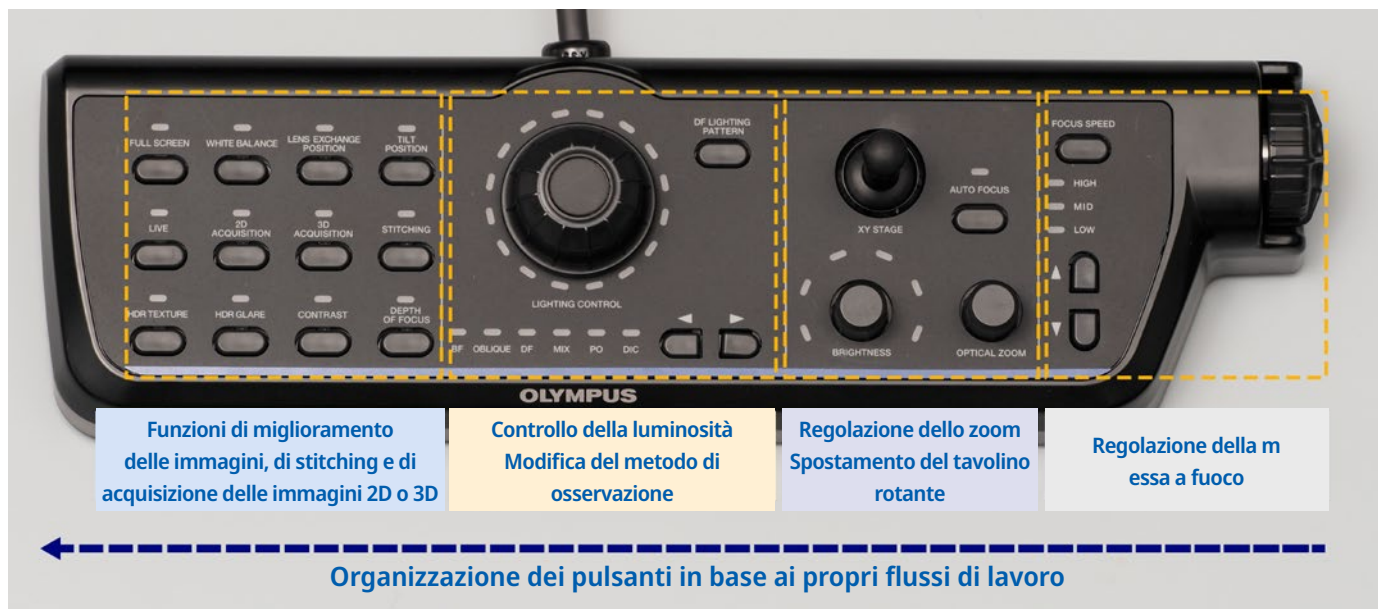 FULL SCREEN
WHITE BALANCE
LENS EXCHANGE
POSITION
TILT
POSITION
LIVE
2D
ACQUISITION
3D
ACQUISITION
STITCHING
HDR TEXTURE
HDR GLARE
CONTRAST
DEPTH
OF FOCUS
DF LIGHTING
PATTERN
LIGHTING CONTROL
BF OBLIQUE DF MIX PO DIC
XY STAGE
AUTO FOCUS
BRIGHTNESS
OPTICAL ZOOM
FOCUS SPEED
HIGH
MID
LOW
OLYMPUS
Funzioni di miglioramento
delle immagini, di stitching e di
acquisizione delle immagini 2D o 3D
Controllo della luminosità
Modifica del metodo di
osservazione
Regolazione dello zoom
Spostamento del tavolino
rotante
Regolazione della m
essa a fuoco
Organizzazione dei pulsanti in base ai propri flussi di lavoro